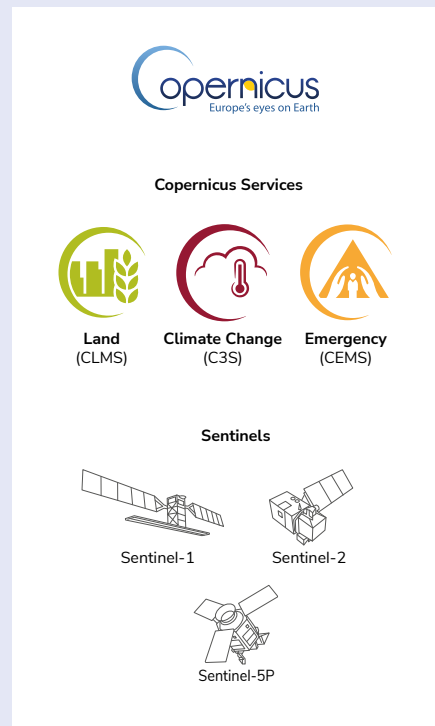 Copernicus
Europe's eyes on Earth
Copernicus Services
Land
(CLMS)
Climate Change
(C3S)
Emergency
(CEMS)
Sentinels
Sentinel-1
Sentinel-2
Sentinel-5P